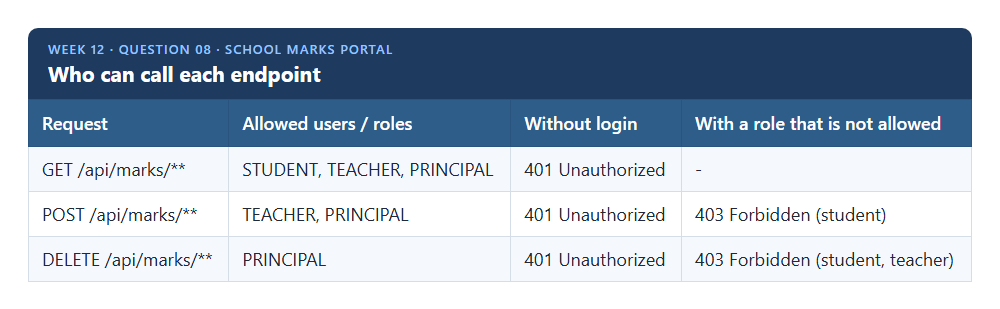 WEEK 12 · QUESTION 08 · SCHOOL MARKS PORTAL
Who can call each endpoint
Request Allowed users / roles Without login With a role that is not allowed
GET /api/marks/** STUDENT, TEACHER, PRINCIPAL 401 Unauthorized -
POST /api/marks/** TEACHER, PRINCIPAL 401 Unauthorized 403 Forbidden (student)
DELETE /api/marks/** PRINCIPAL 401 Unauthorized 403 Forbidden (student, teacher)